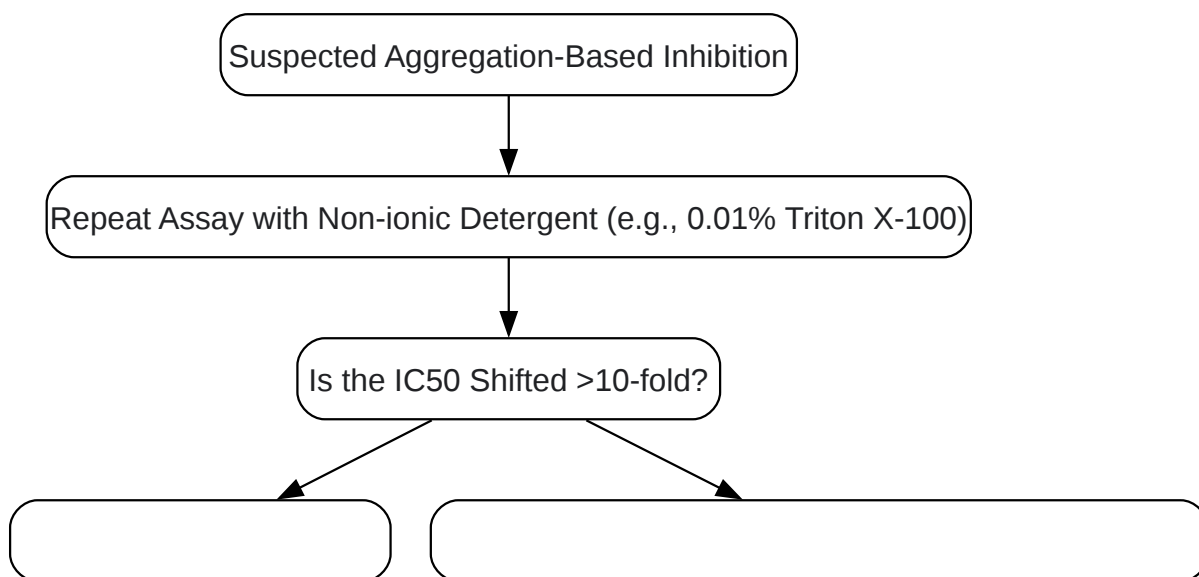 Suspected Aggregation-Based Inhibition
Repeat Assay with Non-ionic Detergent (e.g., 0.01% Triton X-100)
Is the IC50 Shifted >10-fold?